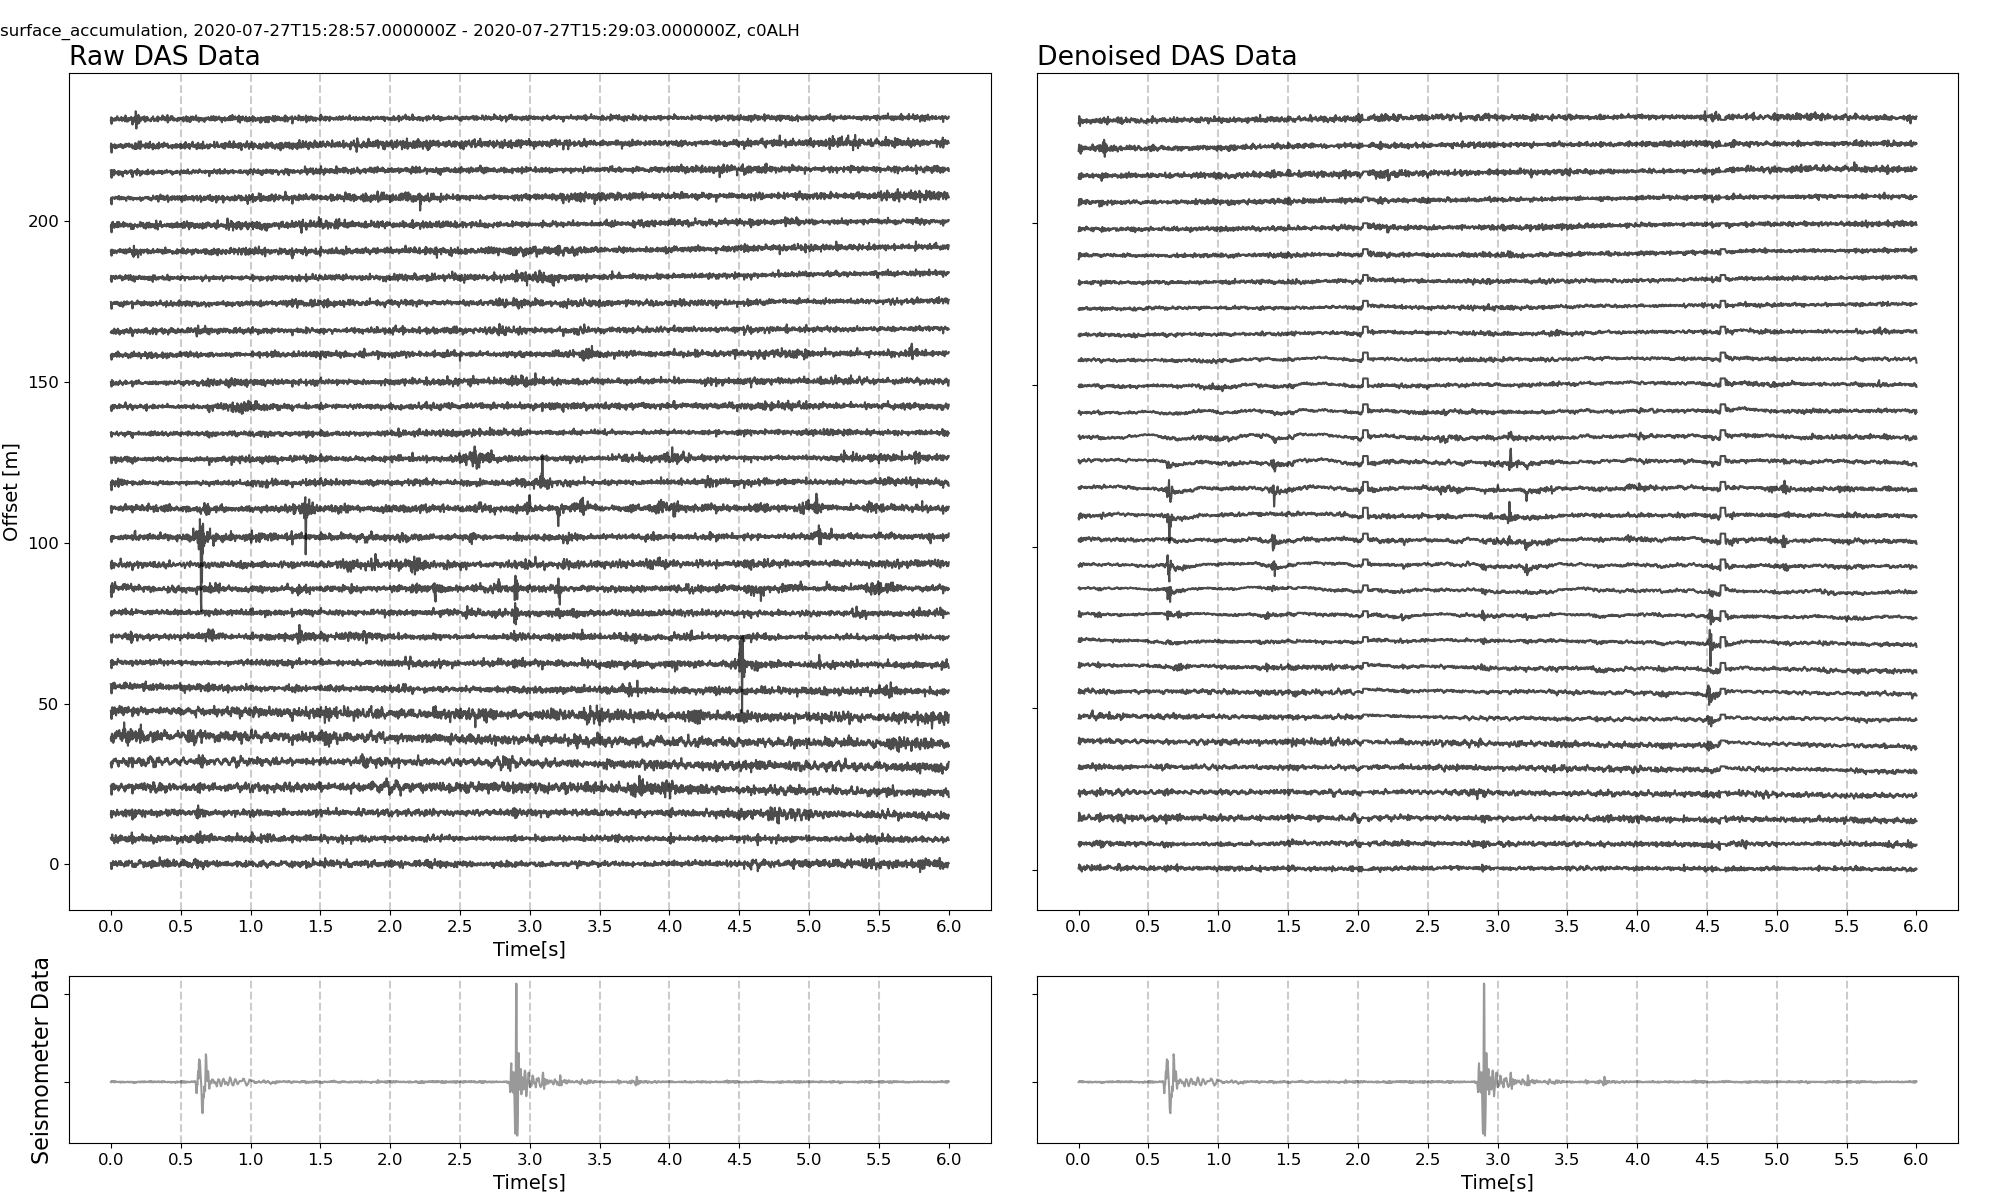 surface_accumulation, 2020-07-27T15:28:57.000000Z - 2020-07-27T15:29:03.000000Z, c0ALH
Raw DAS Data
Denoised DAS Data
Offset [m]
200
150
100
50
0
0.0 0.5 1.0 1.5 2.0 2.5 3.0 3.5 4.0 4.5 5.0 5.5 6.0
Time[s]
0.0 0.5 1.0 1.5 2.0 2.5 3.0 3.5 4.0 4.5 5.0 5.5 6.0
Seismometer Data
0.0 0.5 1.0 1.5 2.0 2.5 3.0 3.5 4.0 4.5 5.0 5.5 6.0
Time[s]
0.0 0.5 1.0 1.5 2.0 2.5 3.0 3.5 4.0 4.5 5.0 5.5 6.0
Time[s]